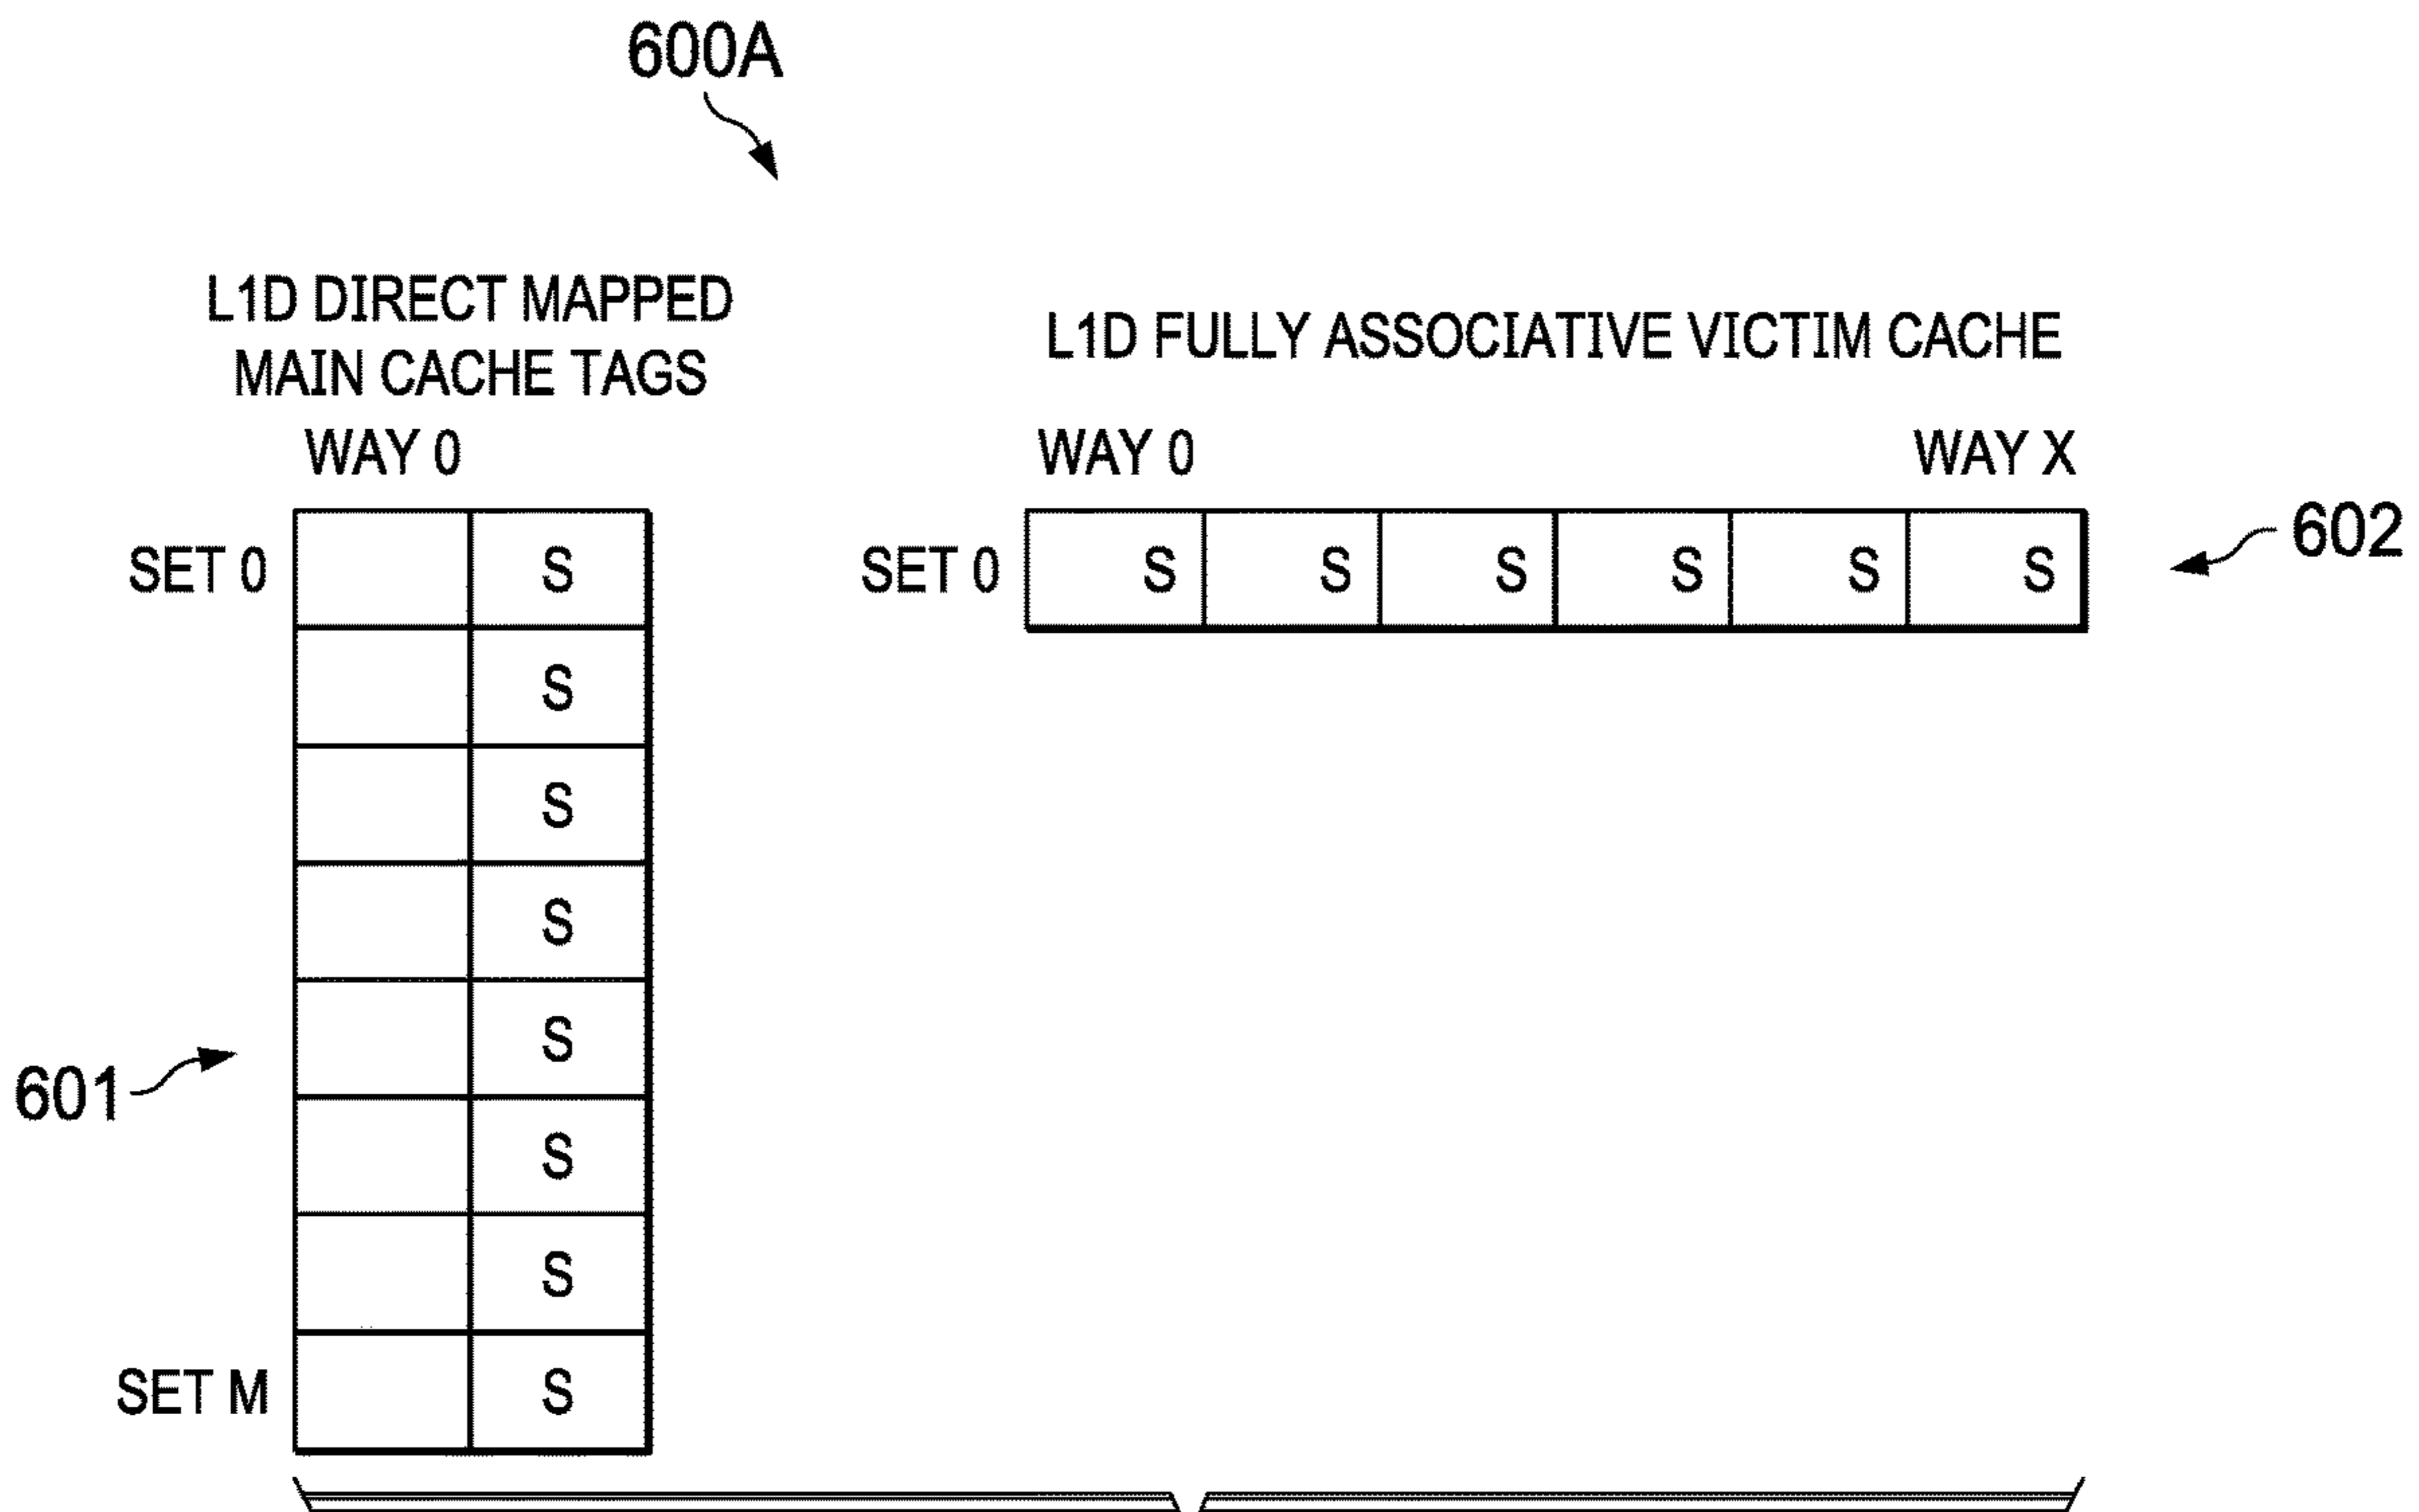 600A
L1D DIRECT MAPPED
MAIN CACHE TAGS
L1D FULLY ASSOCIATIVE VICTIM CACHE
WAY 0
WAY 0 WAY X
SET 0 S
SET 0 S S S S S S 602
S
S
S
601 S
S
S
SET M S